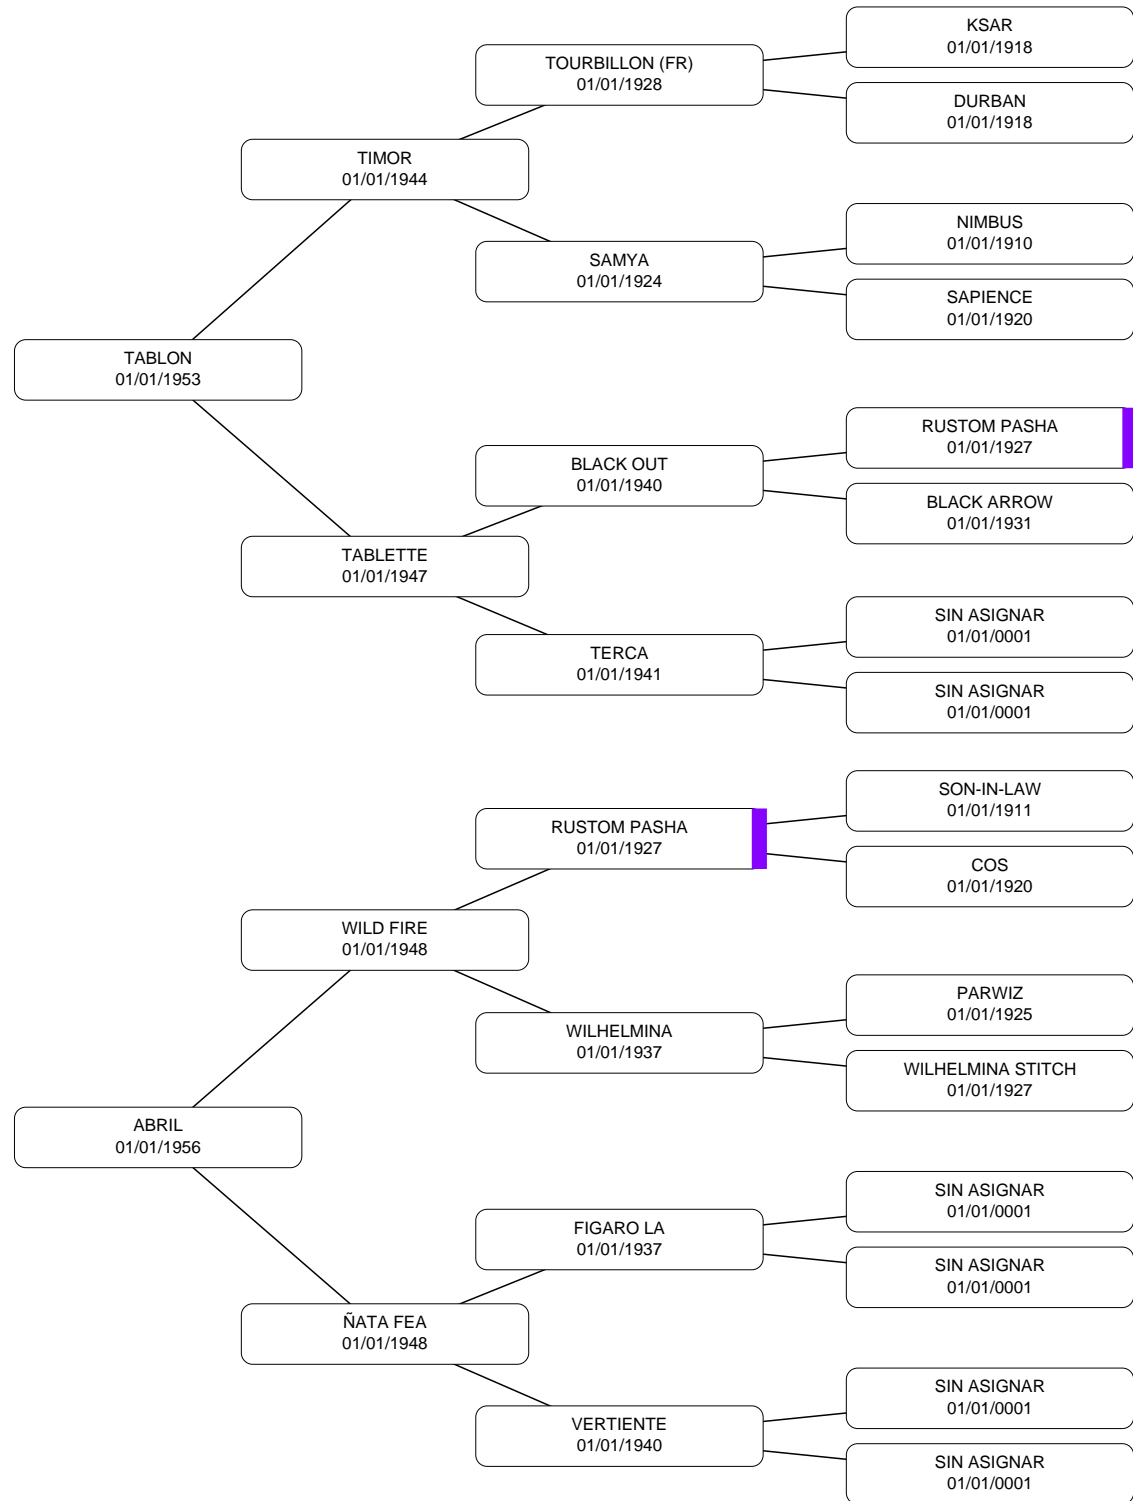 KSAR
01/01/1918
TOURBILLON (FR)
01/01/1928
DURBAN
01/01/1918
TIMOR
01/01/1944
NIMBUS
01/01/1910
SAMYA
01/01/1924
SAPIENCE
01/01/1920
TABLON
01/01/1953
RUSTOM PASHA
01/01/1927
BLACK OUT
01/01/1940
BLACK ARROW
01/01/1931
TABLETTE
01/01/1947
SIN ASIGNAR
01/01/0001
TERCA
01/01/1941
SIN ASIGNAR
01/01/0001
SON-IN-LAW
01/01/1911
RUSTOM PASHA
01/01/1927
COS
01/01/1920
WILD FIRE
01/01/1948
PARWIZ
01/01/1925
WILHELMINA
01/01/1937
WILHELMINA STITCH
01/01/1927
ABRIL
01/01/1956
SIN ASIGNAR
01/01/0001
FIGARO LA
01/01/1937
SIN ASIGNAR
01/01/0001
ÑATA FEA
01/01/1948
SIN ASIGNAR
01/01/0001
VERTIENTE
01/01/1940
SIN ASIGNAR
01/01/0001